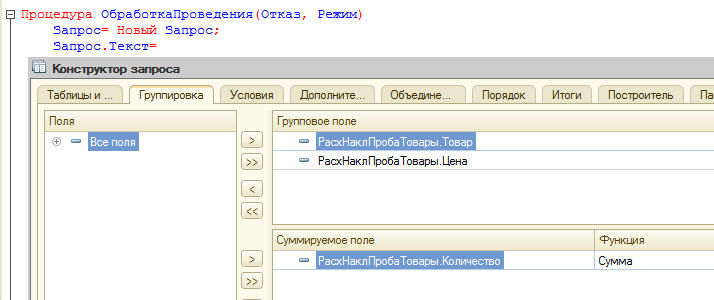 Процедура ОбработкаПроведения(Отказ, Режим)
Запрос= Новый Запрос;
Запрос.Текст=
Конструктор запроса
Таблицы и ... Группировка Условия Дополните... Объедине... Порядок Итоги Построитель Па
Поля Групповое поле
Все поля > РасхНаклПробаТовары.Товар
>> РасхНаклПробаТовары.Цена
<
<<
Суммируемое поле Функция
> РасхНаклПробаТовары.Количество Сумма
>>